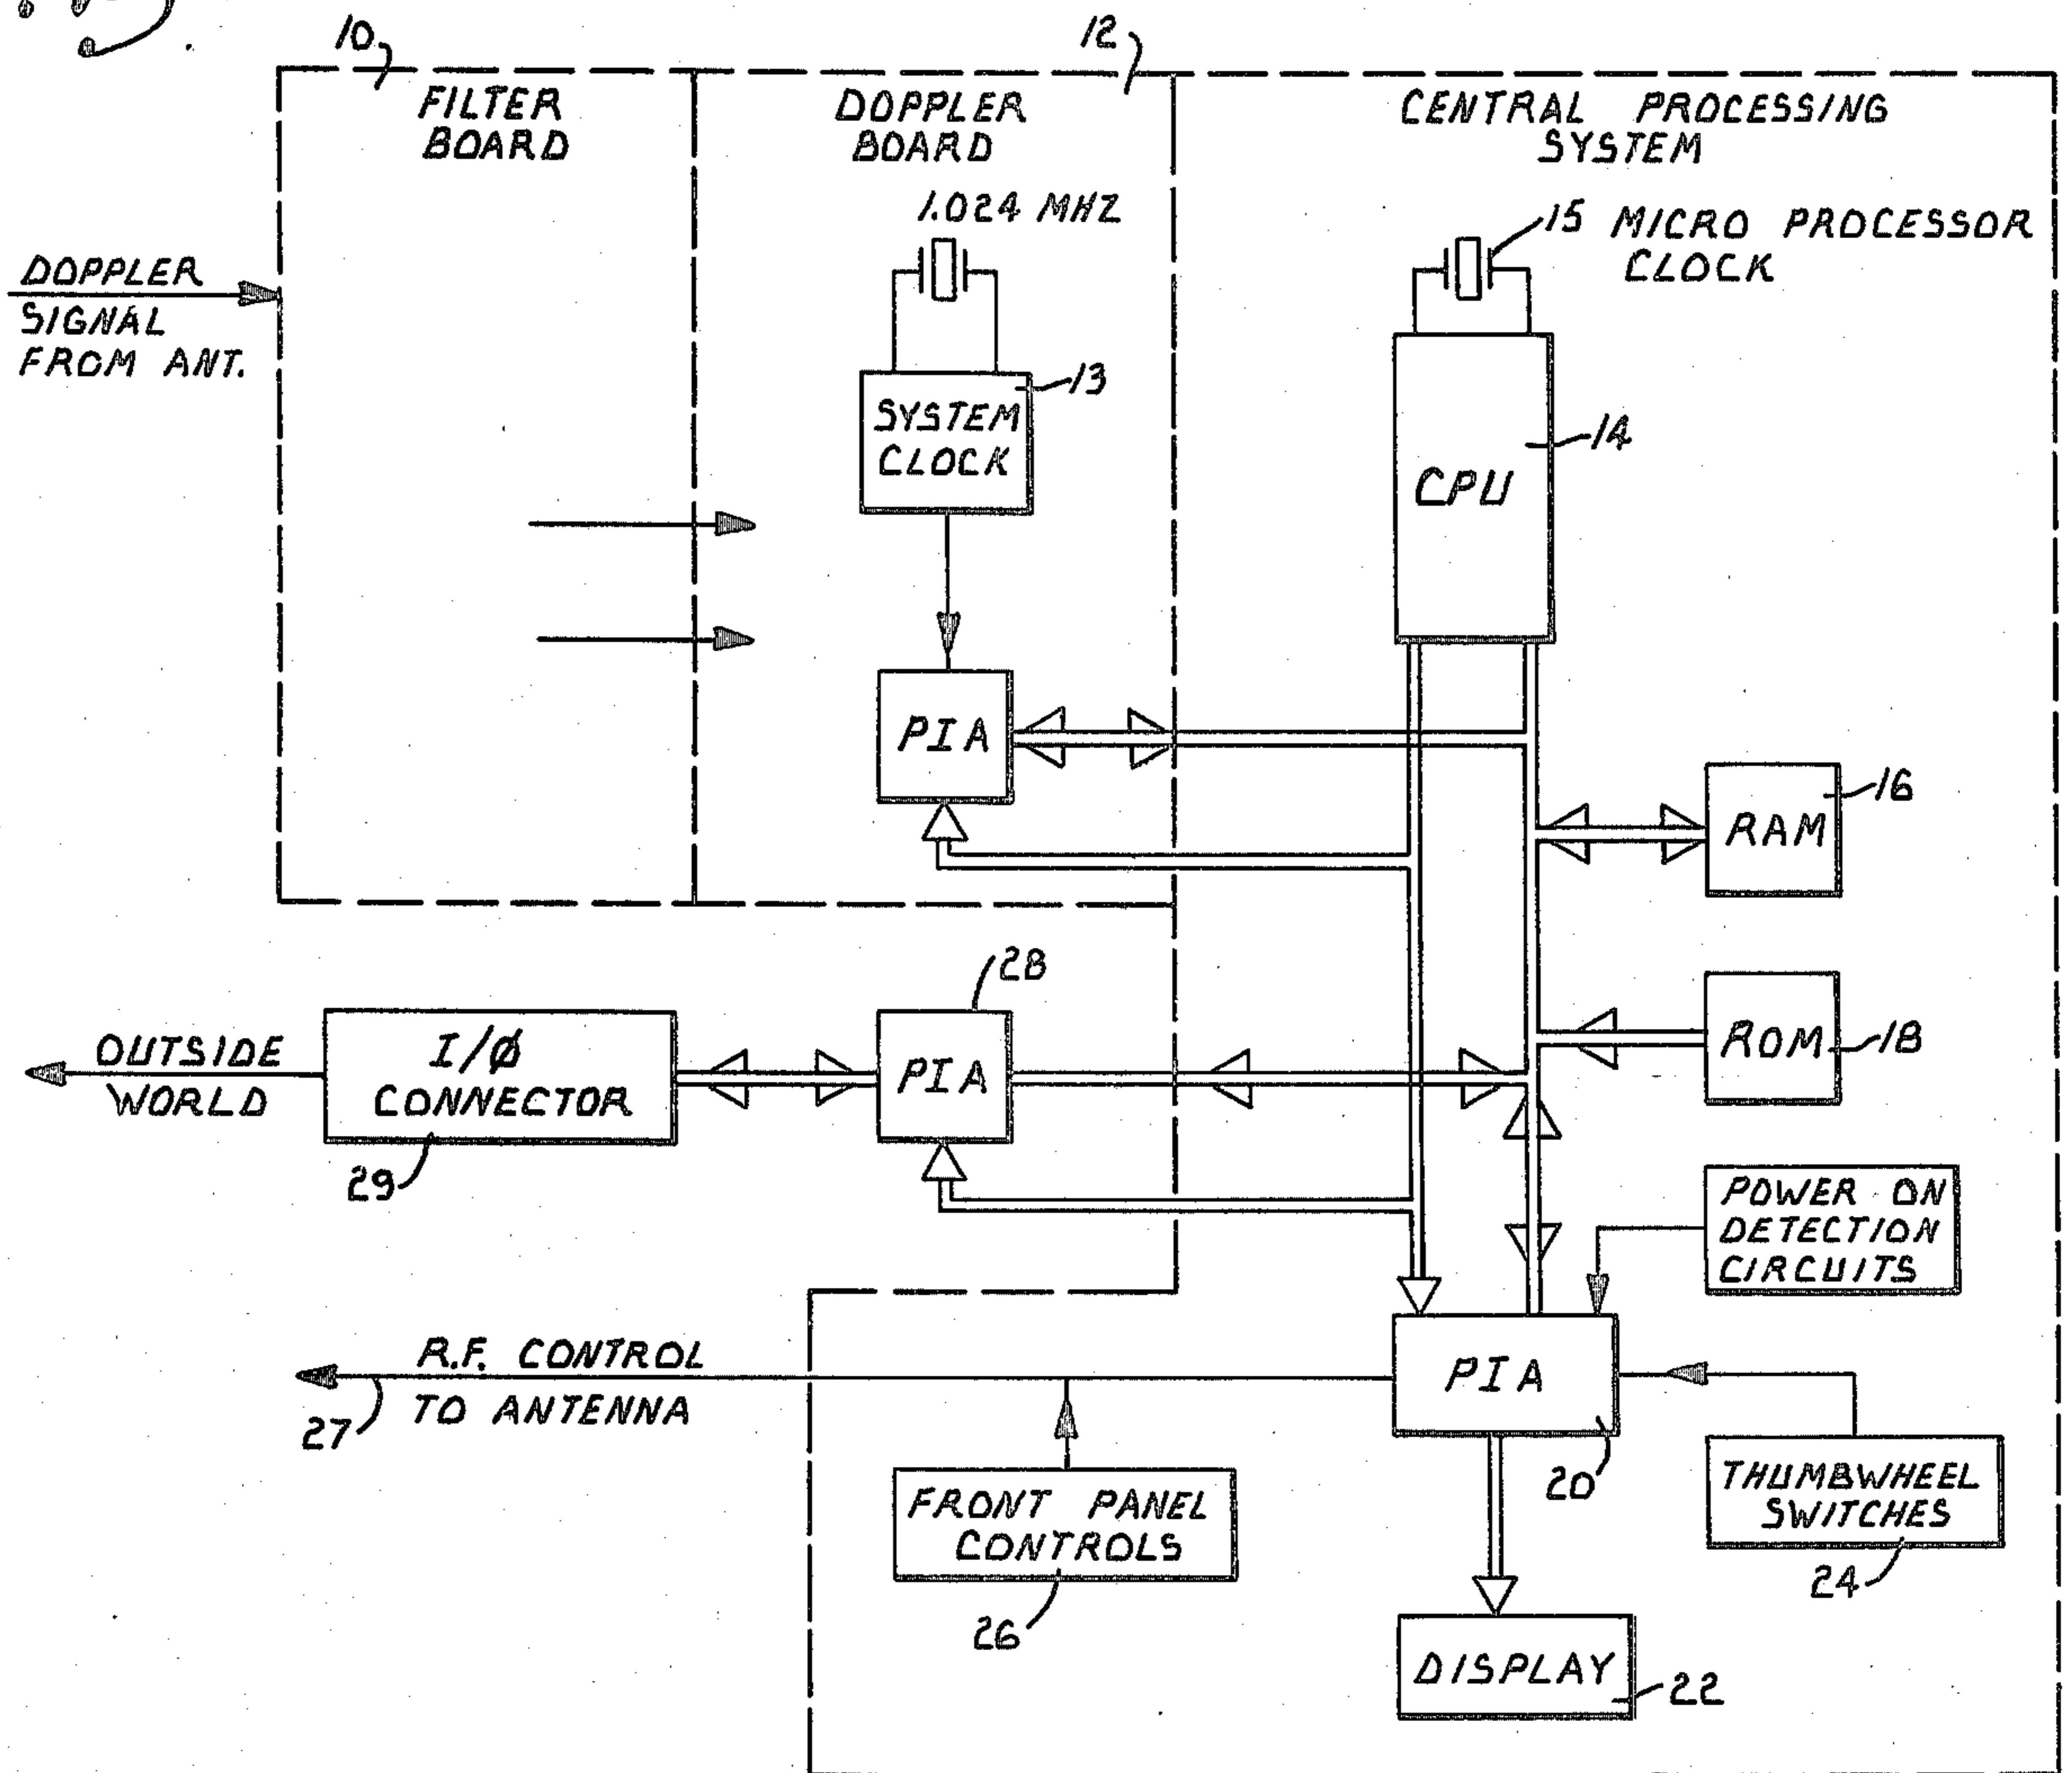 10
12
FILTER
BOARD
DOPPLER
BOARD
CENTRAL PROCESSING
SYSTEM
1.024 MHZ
15 MICRO PROCESSOR
CLOCK
DOPPLER
SIGNAL
FROM ANT.
13
SYSTEM
CLOCK
14
CPU
PIA
16
RAM
28
I/Ø
CONNECTOR
PIA
ROM
18
OUTSIDE
WORLD
29
POWER ON
DETECTION
CIRCUITS
R.F. CONTROL
TO ANTENNA
27
PIA
20
THUMBWHEEL
SWITCHES
24
FRONT PANEL
CONTROLS
26
DISPLAY
22